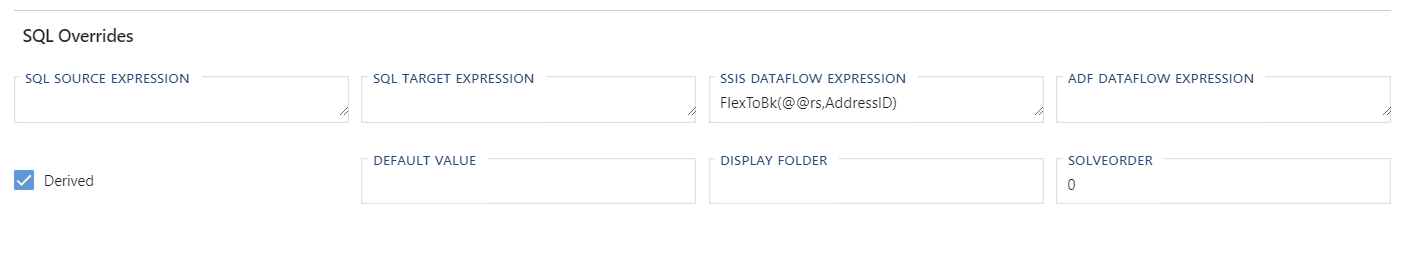 SQL Overrides
SQL SOURCE EXPRESSION
SQL TARGET EXPRESSION
SSIS DATAFLOW EXPRESSION
ADF DATAFLOW EXPRESSION
FlexToBk(@@rs,AddressID)
Derived
DEFAULT VALUE
DISPLAY FOLDER
SOLVEORDER
0